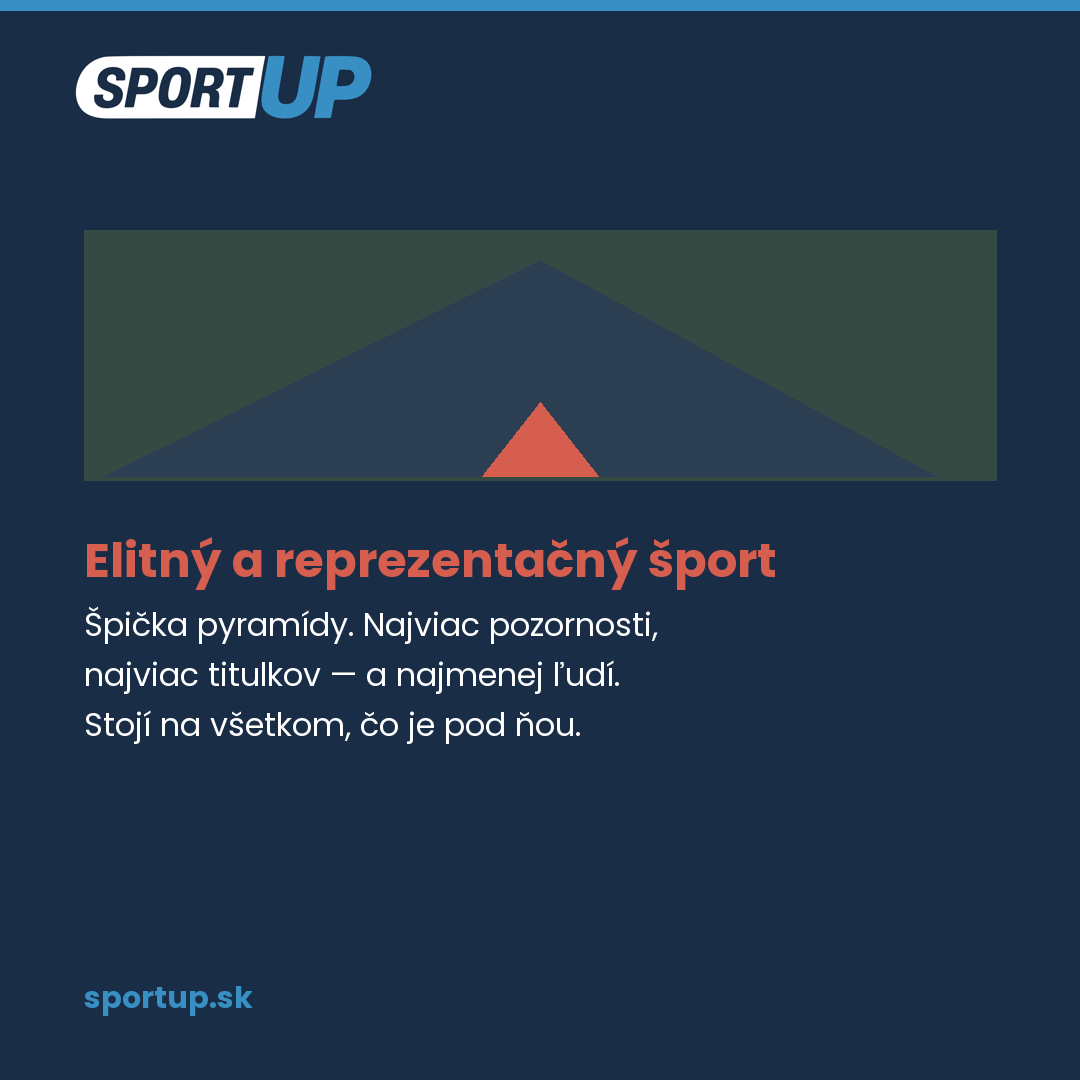 SPORTUP
Elitný a reprezentačný šport
Špička pyramídy. Najviac pozornosti,
najviac titulkov — a najmenej ľudí.
Stojí na všetkom, čo je pod ňou.
sportup.sk